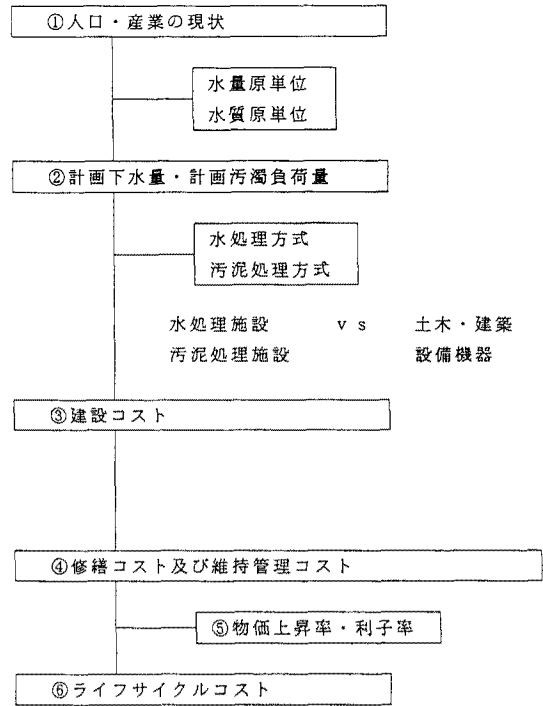 ①人口・産業の現状
水量原単位
水質原単位
②計画下水量・計画汚濁負荷量
水処理方式
汚泥処理方式
水処理施設 vs 土木・建築
汚泥処理施設 設備機器
③建設コスト
④修繕コスト及び維持管理コスト
⑤物価上昇率・利子率
⑥ライフサイクルコスト